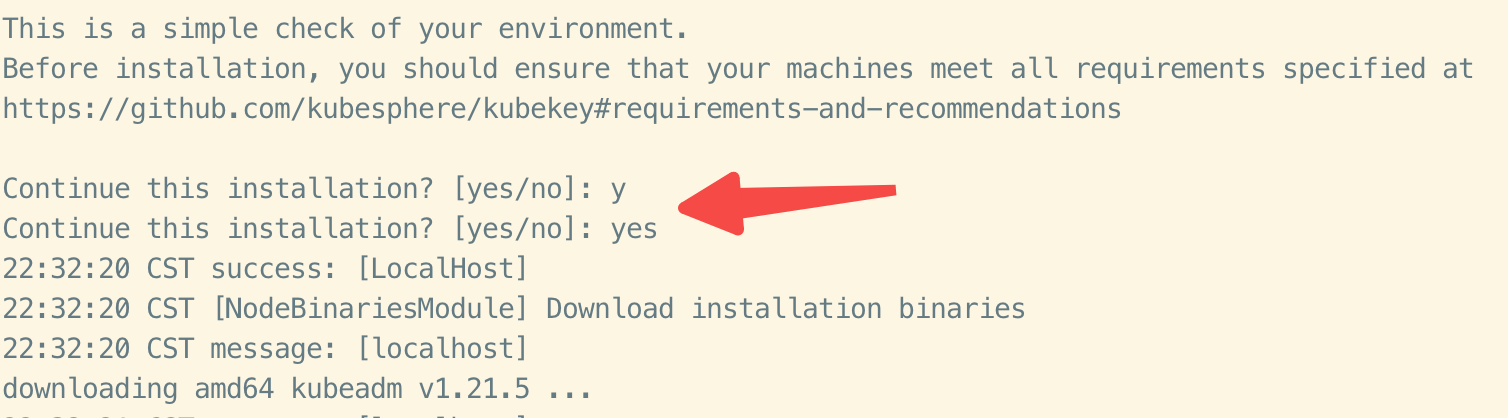 This is a simple check of your environment.
Before installation, you should ensure that your machines meet all requirements specified at
https://github.com/kubesphere/kubekey#requirements-and-recommendations
Continue this installation? [yes/no]: y
Continue this installation? [yes/no]: yes
22:32:20 CST success: [LocalHost]
22:32:20 CST [NodeBinariesModule] Download installation binaries
22:32:20 CST message: [localhost]
downloading amd64 kubeadm v1.21.5 ...